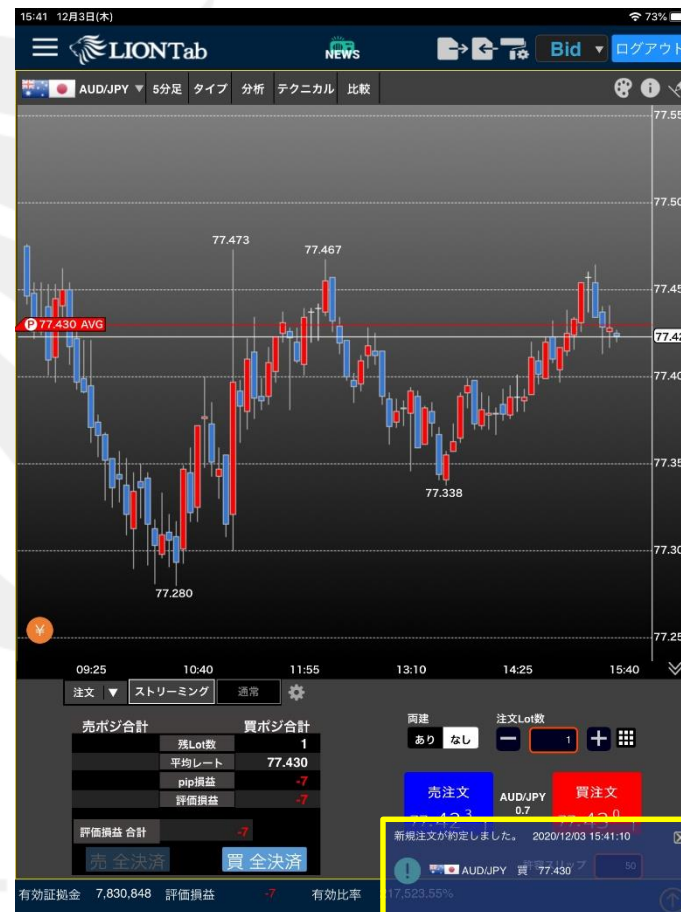 15:41 12月3日(木) 73%
LIONTab NEWS Bid ▼ ログアウト
AUD/JPY ▼ 5分足 タイプ 分析 テクニカル 比較
77.55
77.50
77.473
77.467
77.45
P 77.430 AVG
77.42
77.40
77.35
77.338
77.30
77.280
¥
77.25
09:25 10:40 11:55 13:10 14:25 15:40
注文 ▼ ストリーミング 通常
売ポジ合計 買ポジ合計
残Lot数 1
平均レート 77.430
pip損益 -7
評価損益 -7
評価損益 合計 -7
売 全決済 買 全決済
両建 注文Lot数
あり なし 1
売注文 AUD/JPY 買注文
77.42 3 0.7 77.43 0
新規注文が約定しました。 2020/12/03 15:41:10
AUD/JPY 買 77.430
50
有効証拠金 7,830,848 評価損益 -7 有効比率 217,523.55%